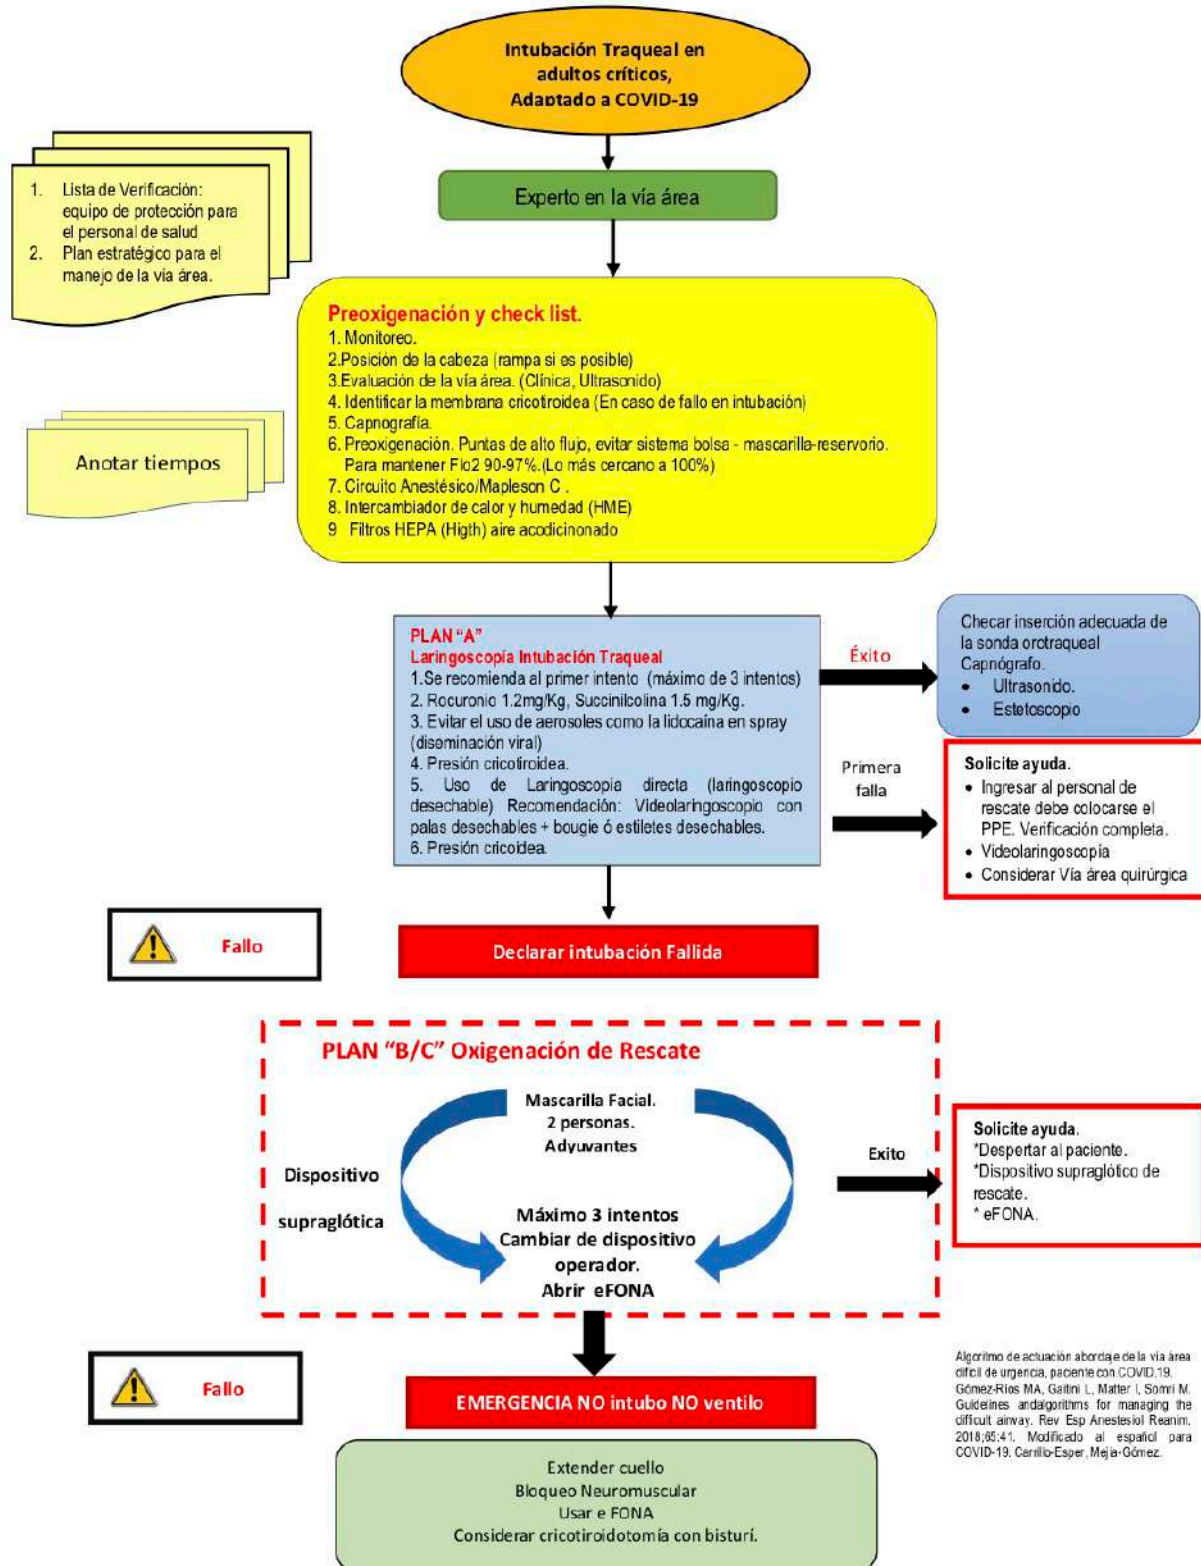 Intubación Traqueal en
adultos críticos,
Adaptado a COVID-19
Experto en la vía área
1. Lista de Verificación:
equipo de protección para
el personal de salud
2. Plan estratégico para el
manejo de la vía área.
Anotar tiempos
Preoxigenación y check list.
1. Monitoreo.
2.Posición de la cabeza (rampa si es posible)
3.Evaluación de la vía área. (Clínica, Ultrasonido)
4. Identificar la membrana cricotiroidea (En caso de fallo en intubación)
5. Capnografía.
6. Preoxigenación. Puntas de alto flujo, evitar sistema bolsa - mascarilla-reservorio.
Para mantener Fio2 90-97%.(Lo más cercano a 100%)
7. Circuito Anestésico/Mapleson C .
8. Intercambiador de calor y humedad (HME)
9 Filtros HEPA (Higth) aire acodicinonado
PLAN “A”
Laringoscopía Intubación Traqueal
1.Se recomienda al primer intento (máximo de 3 intentos)
2. Rocuronio 1.2mg/Kg, Succinilcolina 1.5 mg/Kg.
3. Evitar el uso de aerosoles como la lidocaína en spray
(diseminación viral)
4. Presión cricotiroidea.
5. Uso de Laringoscopia directa (laringoscopio
desechable) Recomendación: Videolaringoscopio con
palas desechables + bougie ó estiletes desechables.
6. Presión cricoidea.
Éxito
Checar inserción adecuada de
la sonda orotraqueal
Capnógrafo.
• Ultrasonido.
• Estetoscopio
Primera
falla
Solicite ayuda.
• Ingresar al personal de
rescate debe colocarse el
PPE. Verificación completa.
• Videolaringoscopía
• Considerar Vía área quirúrgica
Fallo
Declarar intubación Fallida
PLAN “B/C” Oxigenación de Rescate
Mascarilla Facial.
2 personas.
Adyuvantes
Dispositivo
supraglótica
Máximo 3 intentos
Cambiar de dispositivo
operador.
Abrir eFONA
Exito
Solicite ayuda.
*Despertar al paciente.
*Dispositivo supraglótico de
rescate.
* eFONA.
Fallo
EMERGENCIA NO intubo NO ventilo
Extender cuello
Bloqueo Neuromuscular
Usar e FONA
Considerar cricotiroidotomía con bisturí.
Algoritmo de actuación abordaje de la vía área
difícil de urgencia, paciente con COVID.19.
Gómez-Ríos MA, Gaitini L, Matter I, Somri M.
Guidelines andalgorithms for managing the
difficult airway. Rev Esp Anestesiol Reanim.
2018;65:41. Modificado al español para
COVID-19. Carrillo-Esper, Mejía-Gómez.